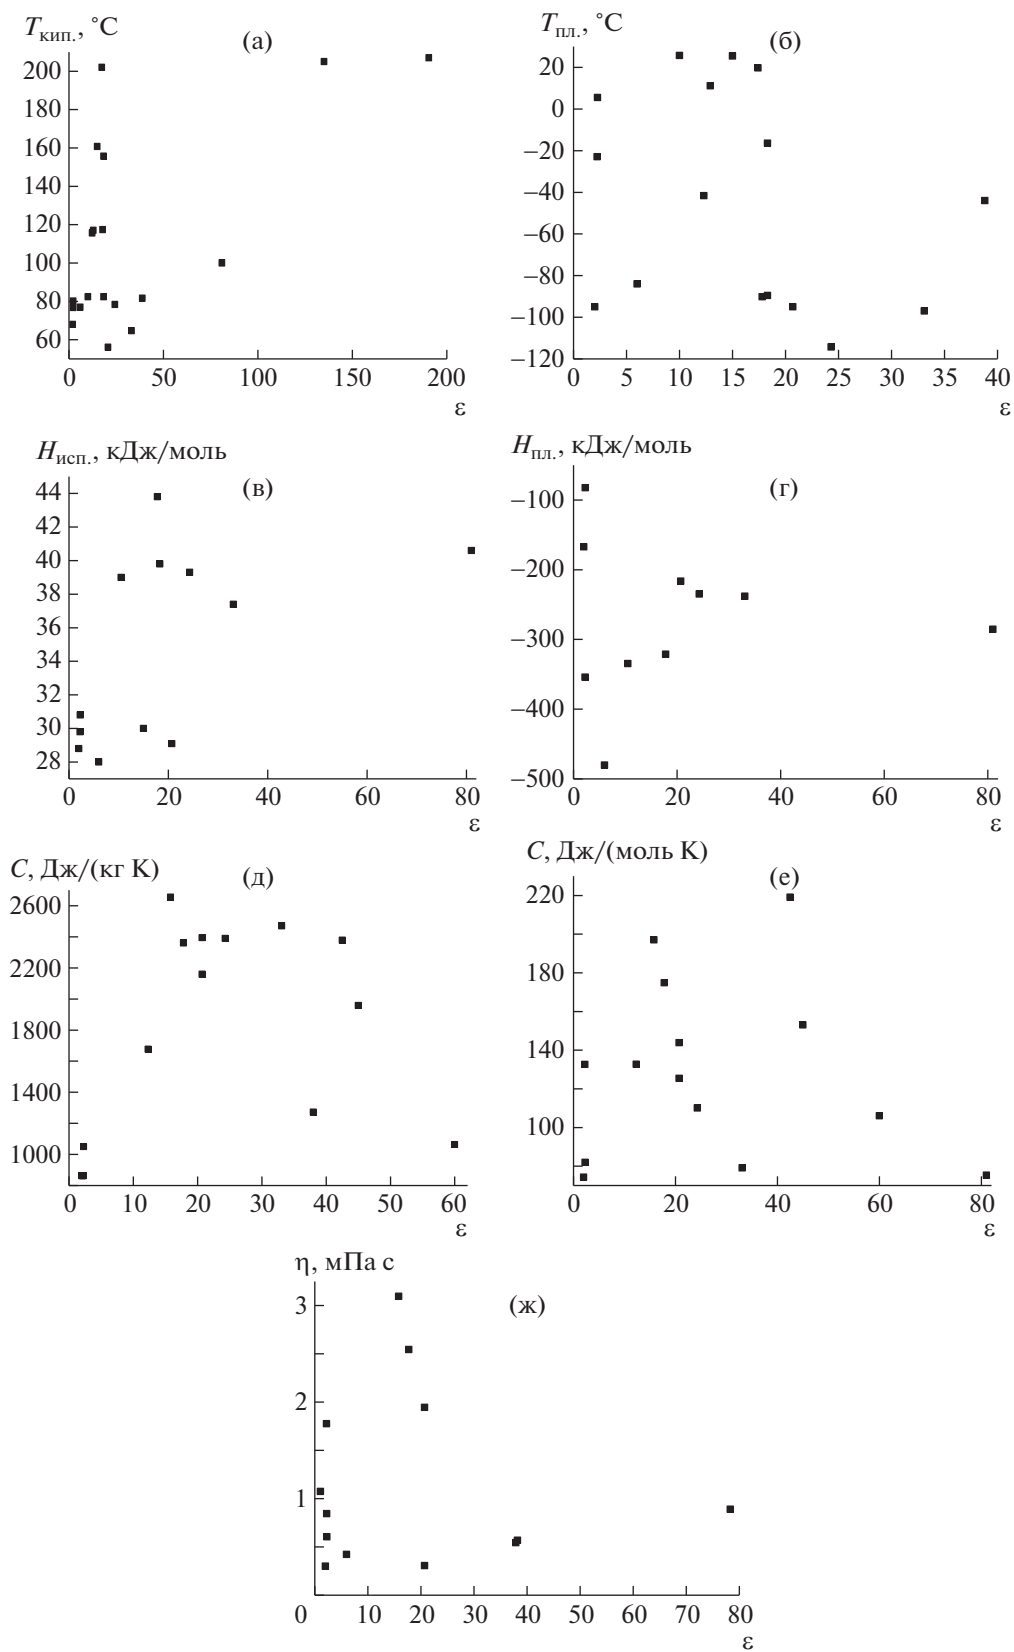 Tкип., °C
(а)
200
180
160
140
120
100
80
60
0 50 100 150 200
ε
Tпл., °C
(б)
20
0
–20
–40
–60
–80
–100
–120
0 5 10 15 20 25 30 35 40
ε
Hисп., кДж/моль
(в)
44
42
40
38
36
34
32
30
28
0 20 40 60 80
ε
Hпл., кДж/моль
(г)
–100
–200
–300
–400
–500
0 20 40 60 80
ε
C, Дж/(кг К)
(д)
2600
2200
1800
1400
1000
0 10 20 30 40 50 60
ε
C, Дж/(моль К)
(е)
220
180
140
100
0 20 40 60 80
ε
η, мПа с
(ж)
3
2
1
0 10 20 30 40 50 60 70 80
ε